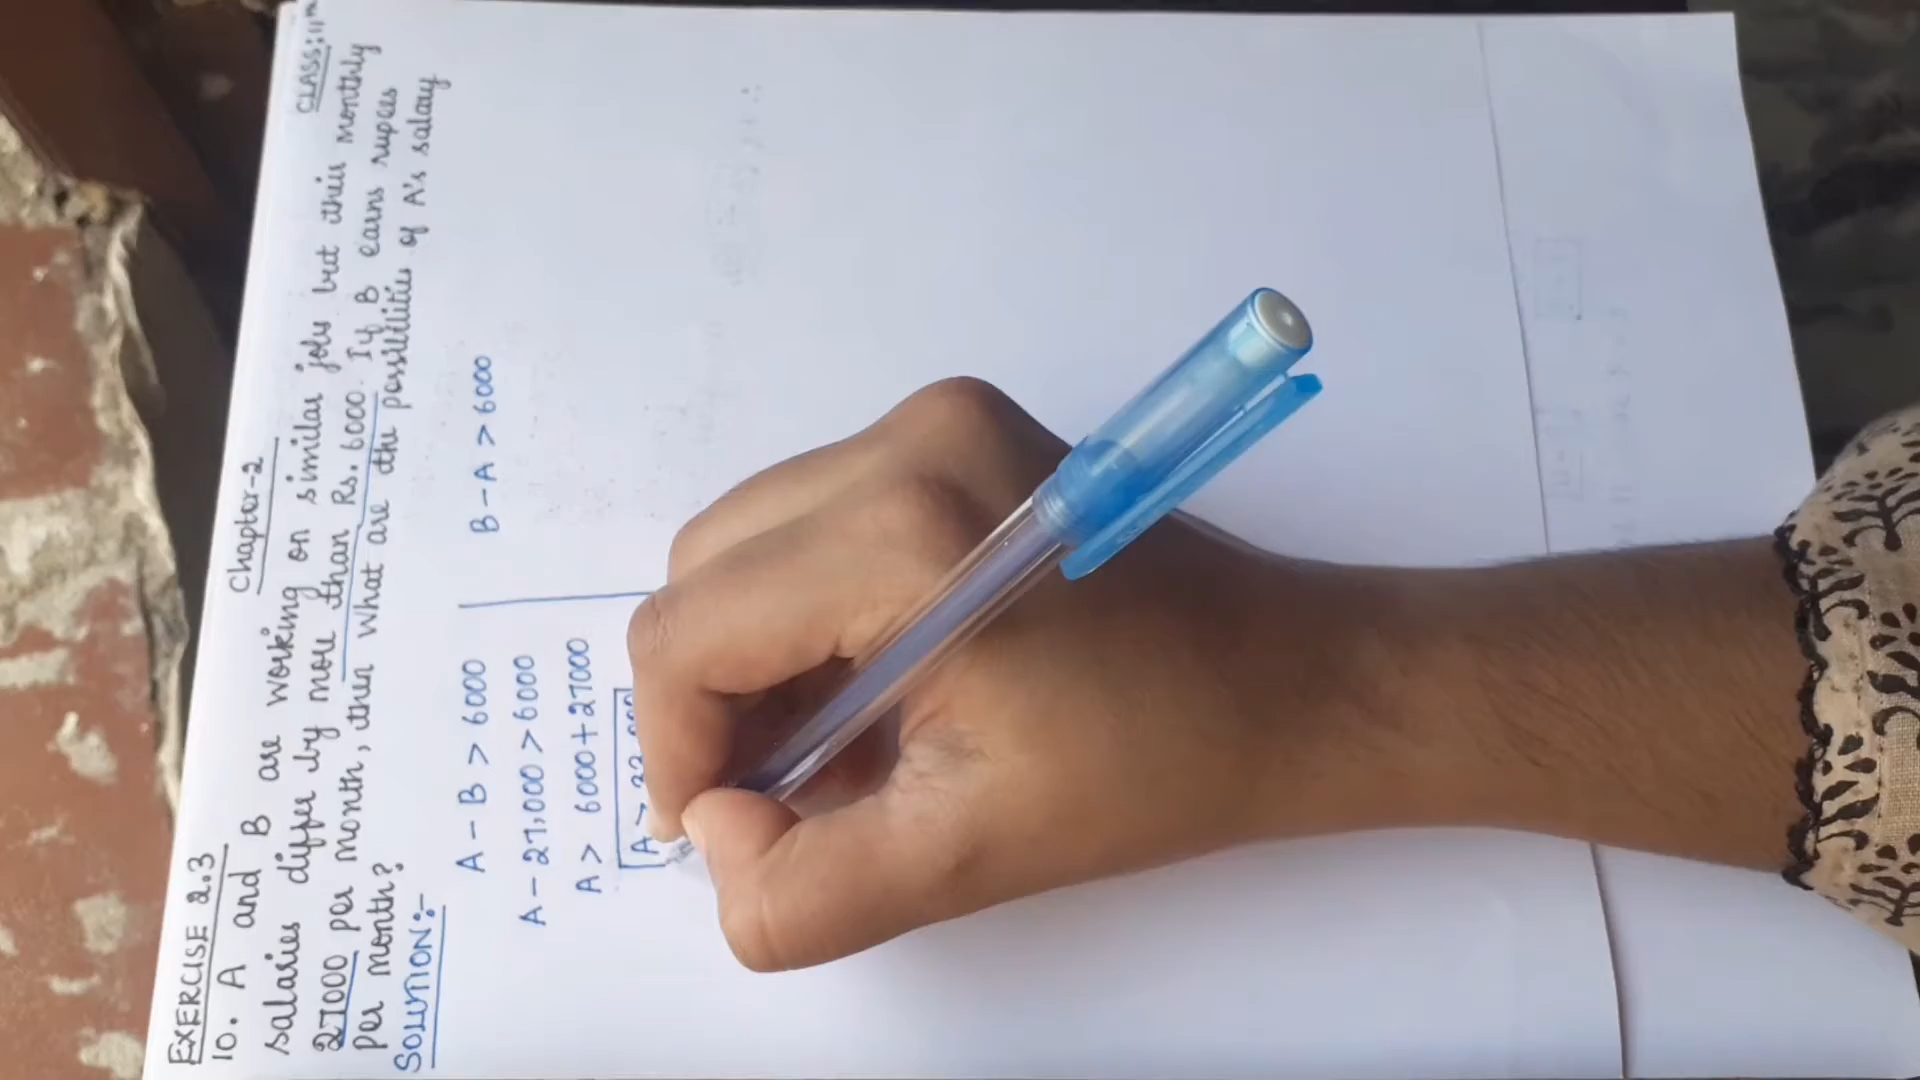 EXERCISE 2.3 Chapter-2 CLASS:11th
10. A and B are working on similar jobs but their monthly
salaries differ by more than Rs. 6000. If B earns rupees
27000 per month, then what are the possibilitie of A's salary
per month?
SOLUTION:-
A - B > 6000
B - A > 6000
A - 27,000 > 6000
A > 6000 + 27000
A >